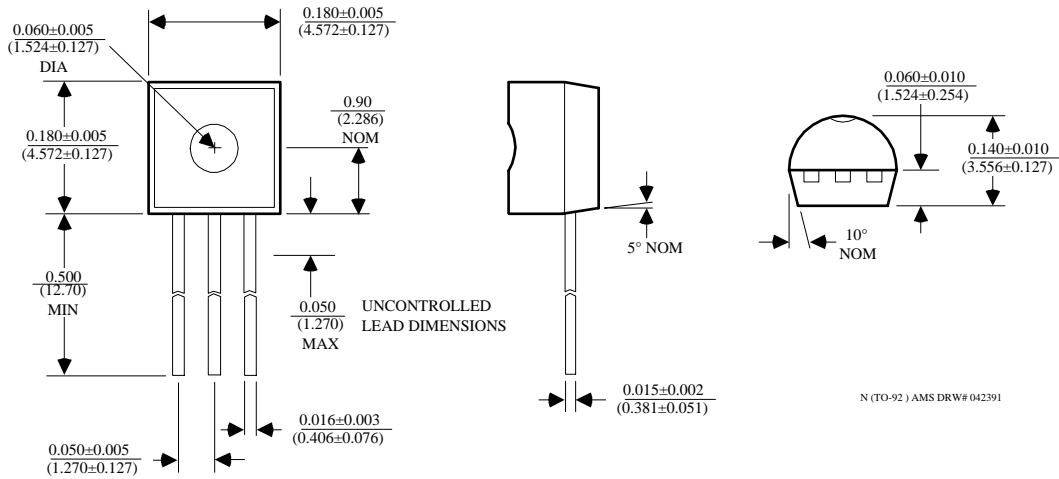 0.060±0.005
(1.524±0.127)
DIA
0.180±0.005
(4.572±0.127)
0.180±0.005
(4.572±0.127)
0.90
(2.286)
NOM
0.500
(12.70)
MIN
0.050
(1.270)
MAX
UNCONTROLLED
LEAD DIMENSIONS
0.016±0.003
(0.406±0.076)
0.050±0.005
(1.270±0.127)
5° NOM
0.015±0.002
(0.381±0.051)
0.060±0.010
(1.524±0.254)
0.140±0.010
(3.556±0.127)
10°
NOM
N (TO-92 ) AMS DRW# 042391